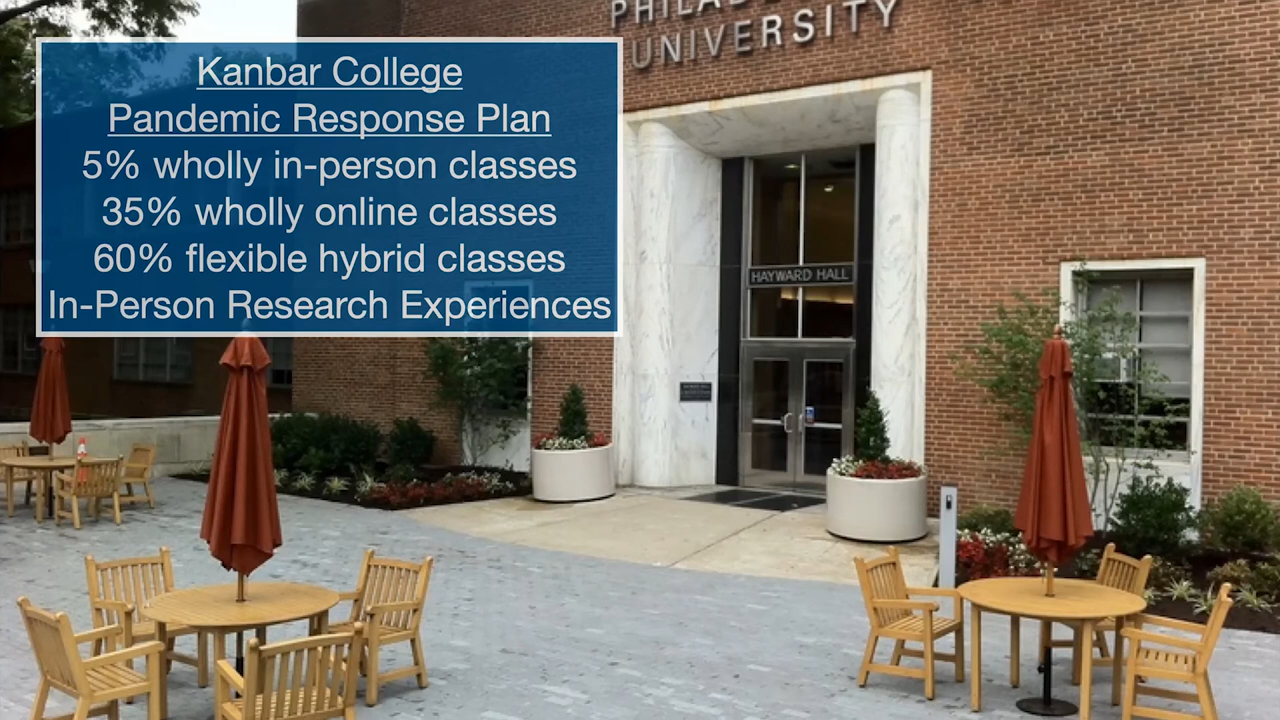 UNIVERSITY
Kanbar College
Pandemic Response Plan
5% wholly in-person classes
35% wholly online classes
60% flexible hybrid classes
In-Person Research Experiences
HAYWARD HALL